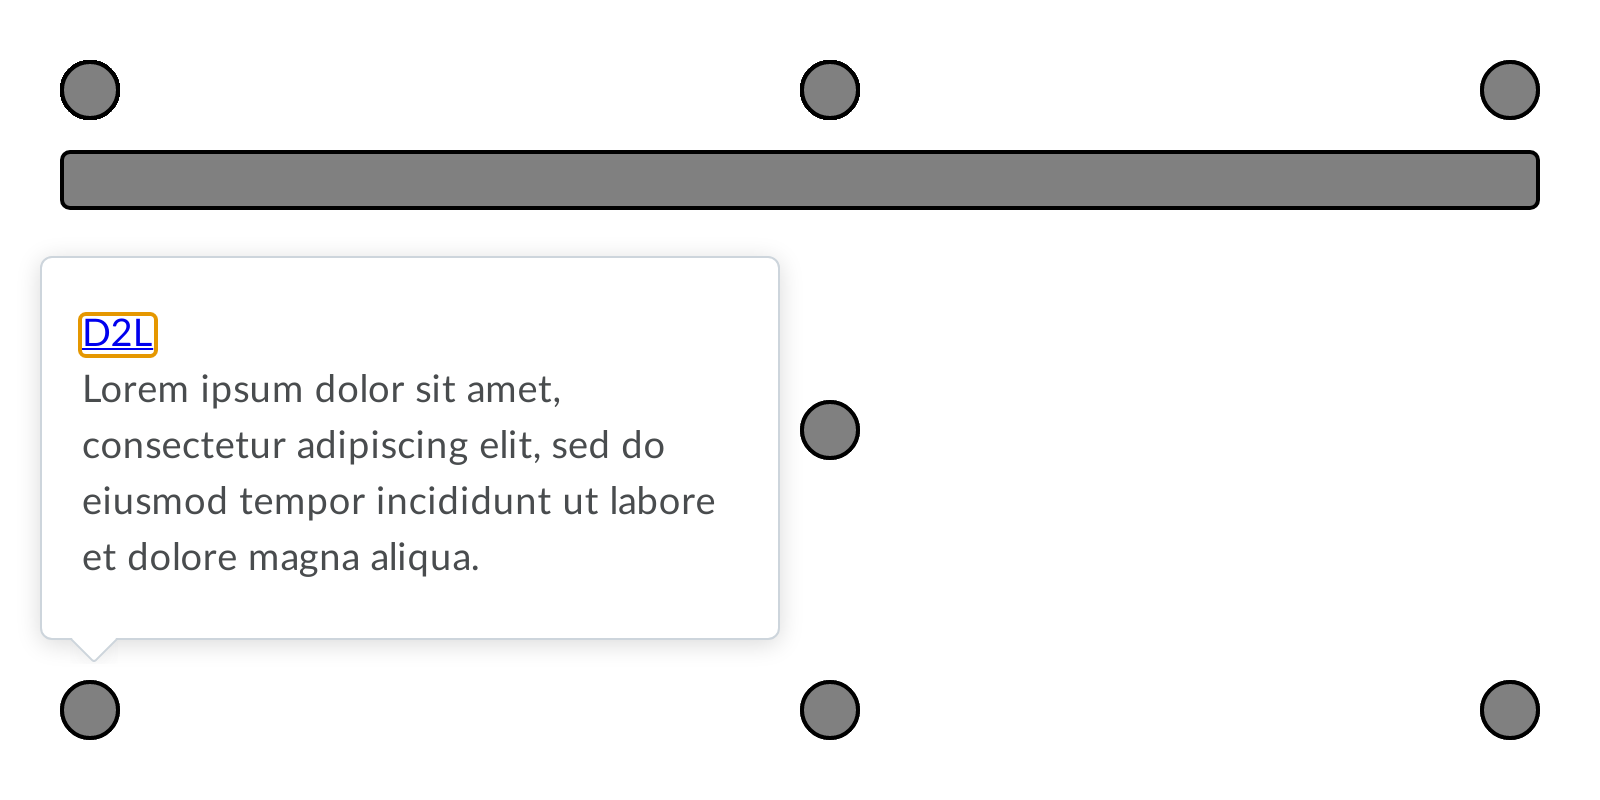 D2L
Lorem ipsum dolor sit amet,
consectetur adipiscing elit, sed do
eiusmod tempor incididunt ut labore
et dolore magna aliqua.